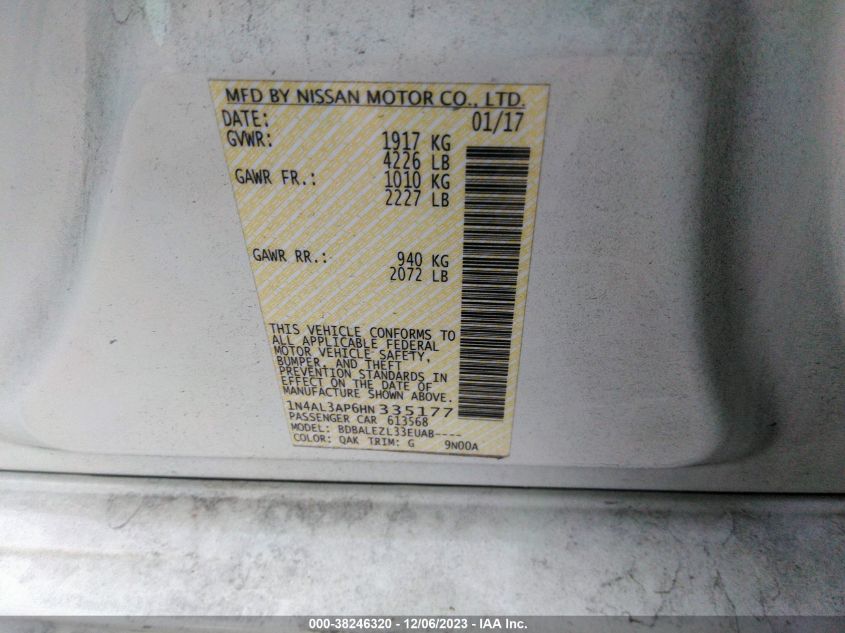 MFD BY NISSAN MOTOR CO., LTD.
DATE: 01/17
GVWR: 1917 KG
4226 LB
GAWR FR.: 1010 KG
2227 LB
GAWR RR.: 940 KG
2072 LB
THIS VEHICLE CONFORMS TO
ALL APPLICABLE FEDERAL
MOTOR VEHICLE SAFETY,
BUMPER, AND THEFT
PREVENTION STANDARDS IN
EFFECT ON THE DATE OF
MANUFACTURE SHOWN ABOVE.
1N4AL3AP6HN335177
PASSENGER CAR 613568
MODEL: BDBALEZL33EUAB----
COLOR: QAK TRIM: G 9N00A
000-38246320 - 12/06/2023 - IAA Inc.